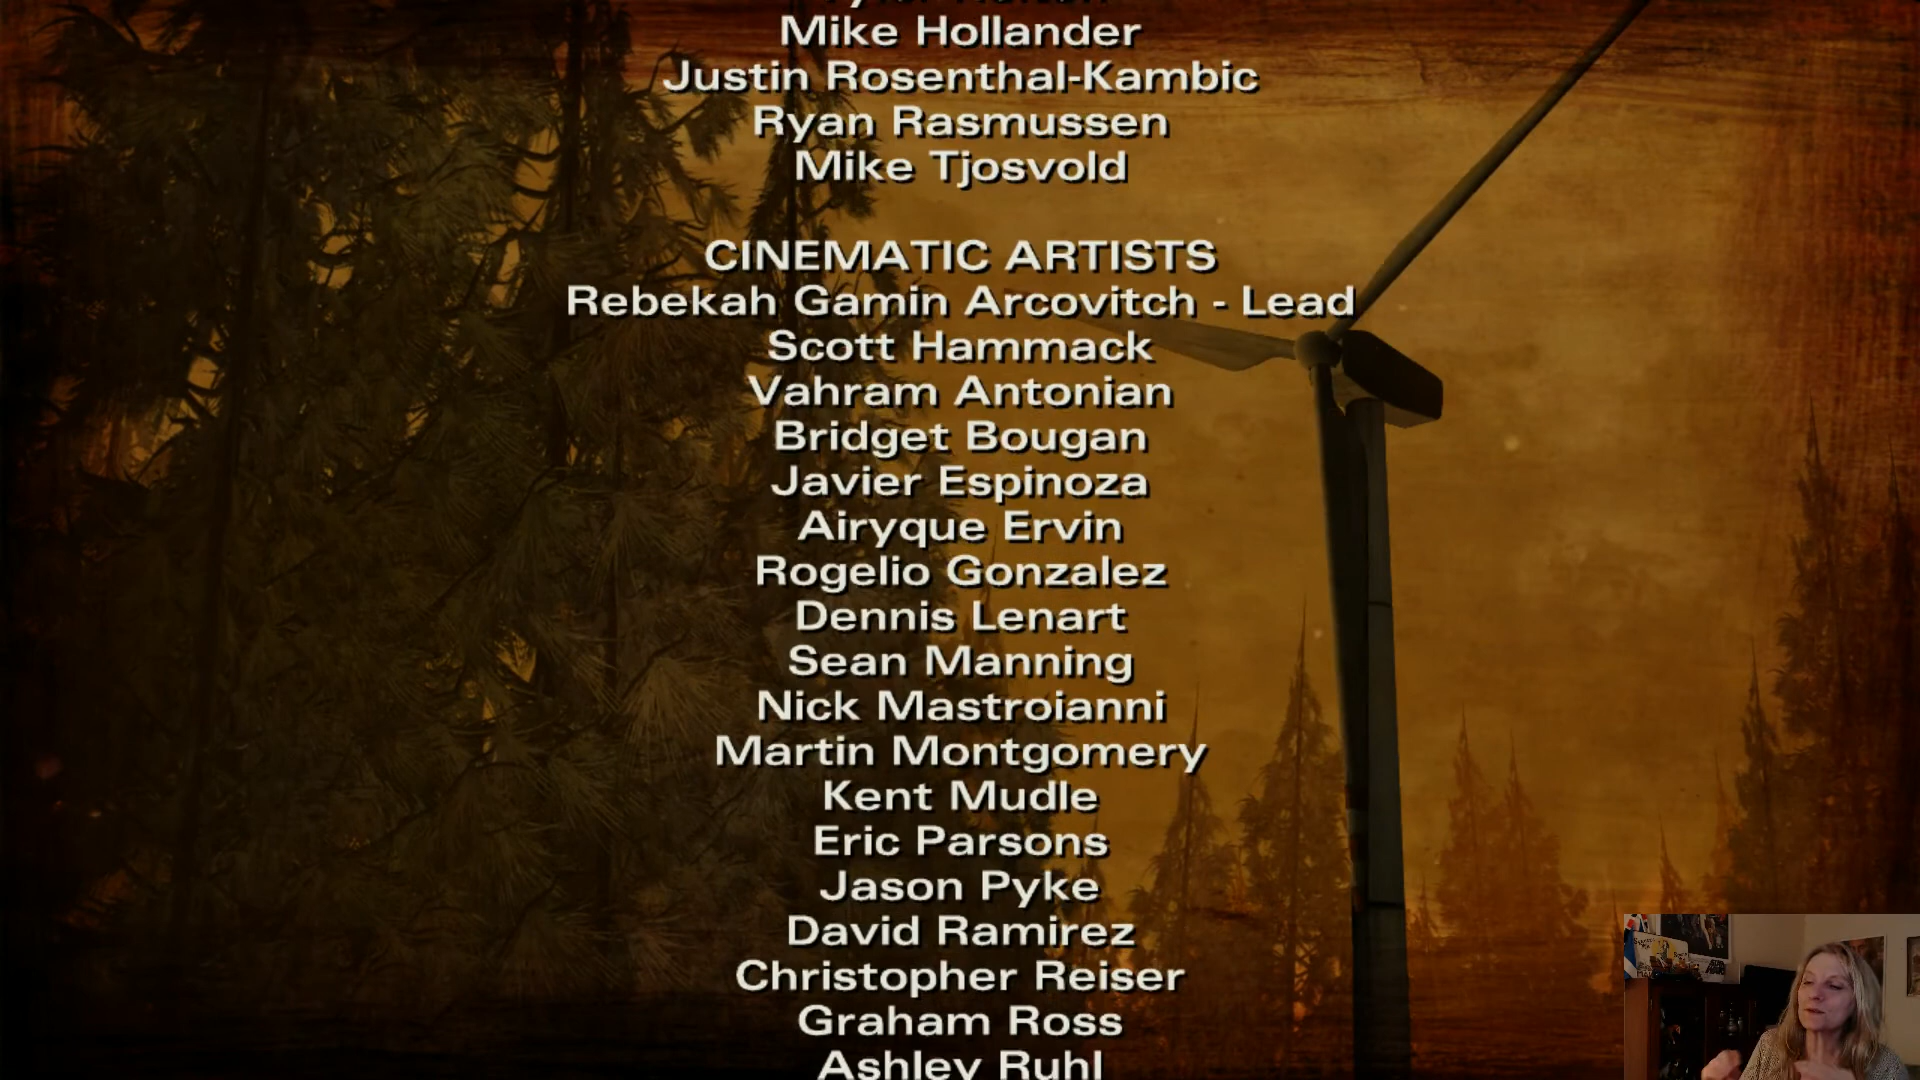 Mike Hollander
Justin Rosenthal-Kambic
Ryan Rasmussen
Mike Tjosvold
CINEMATIC ARTISTS
Rebekah Gamin Arcovitch - Lead
Scott Hammack
Vahram Antonian
Bridget Bougan
Javier Espinoza
Airyque Ervin
Rogelio Gonzalez
Dennis Lenart
Sean Manning
Nick Mastroianni
Martin Montgomery
Kent Mudle
Eric Parsons
Jason Pyke
David Ramirez
Christopher Reiser
Graham Ross
Ashley Ruhl